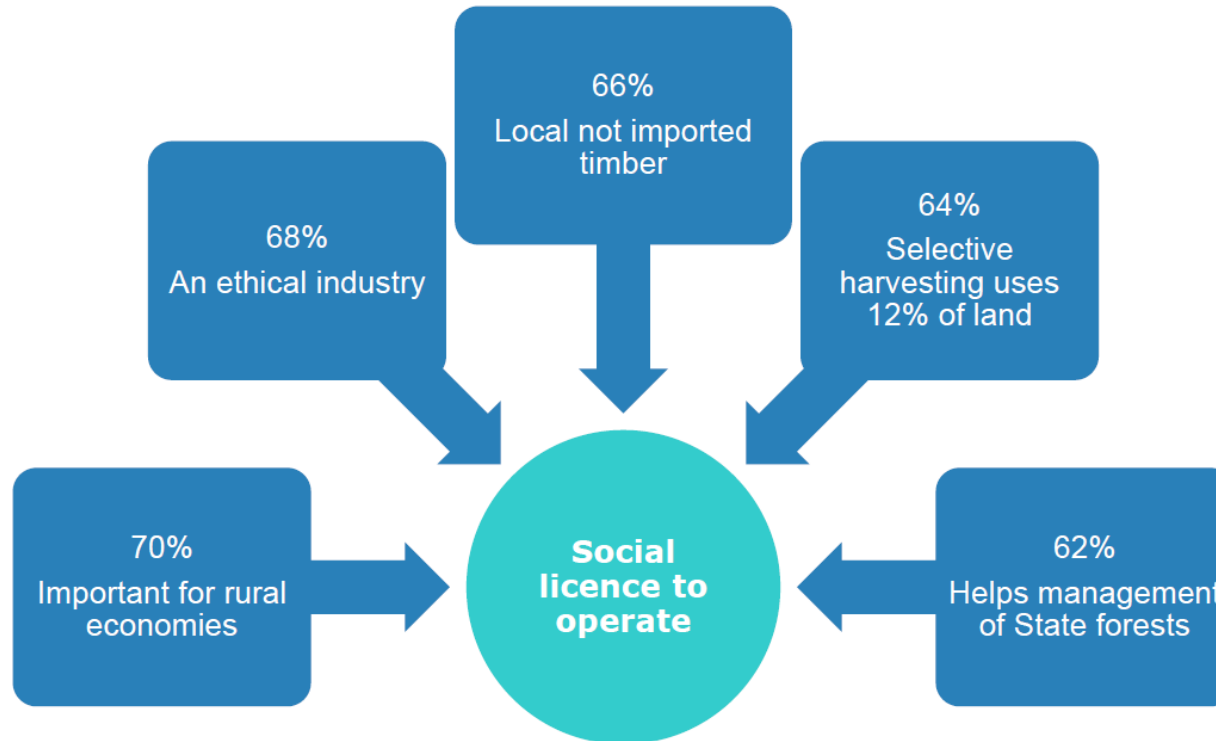 66%
Local not imported
timber
68%
An ethical industry
64%
Selective
harvesting uses
12% of land
70%
Important for rural
economies
Social
licence to
operate
62%
Helps management
of State forests